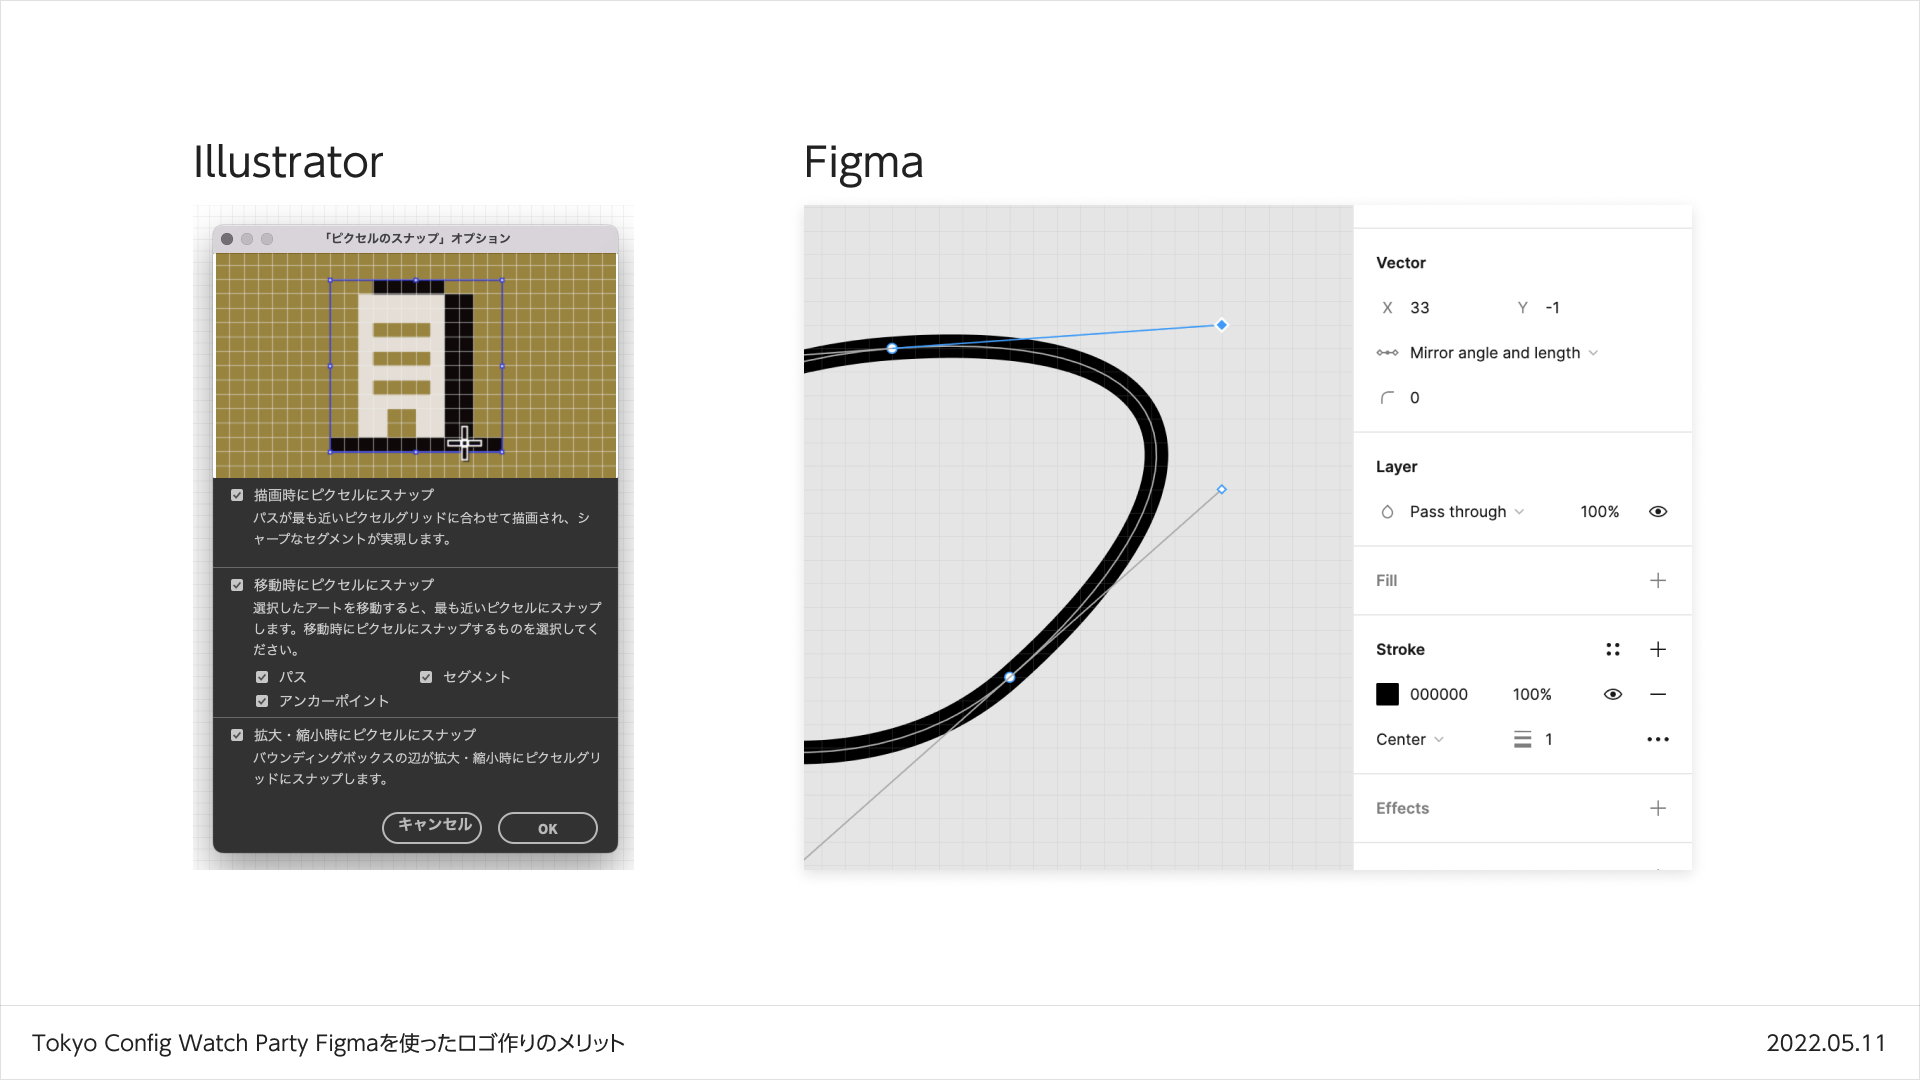 Illustrator
「ピクセルのスナップ」オプション
描画時にピクセルにスナップ
パスが最も近いピクセルグリッドに合わせて描画され、シ
ャープなセグメントが実現します。
移動時にピクセルにスナップ
選択したアートを移動すると、最も近いピクセルにスナップ
します。移動時にピクセルにスナップするものを選択してく
ださい。
パス セグメント
アンカーポイント
拡大・縮小時にピクセルにスナップ
バウンディングボックスの辺が拡大・縮小時にピクセルグリ
ッドにスナップします。
キャンセル OK
Figma
Vector
X 33 Y -1
Mirror angle and length
0
Layer
Pass through 100%
Fill
Stroke
000000 100%
Center 1
Effects
Tokyo Config Watch Party Figmaを使ったロゴ作りのメリット
2022.05.11